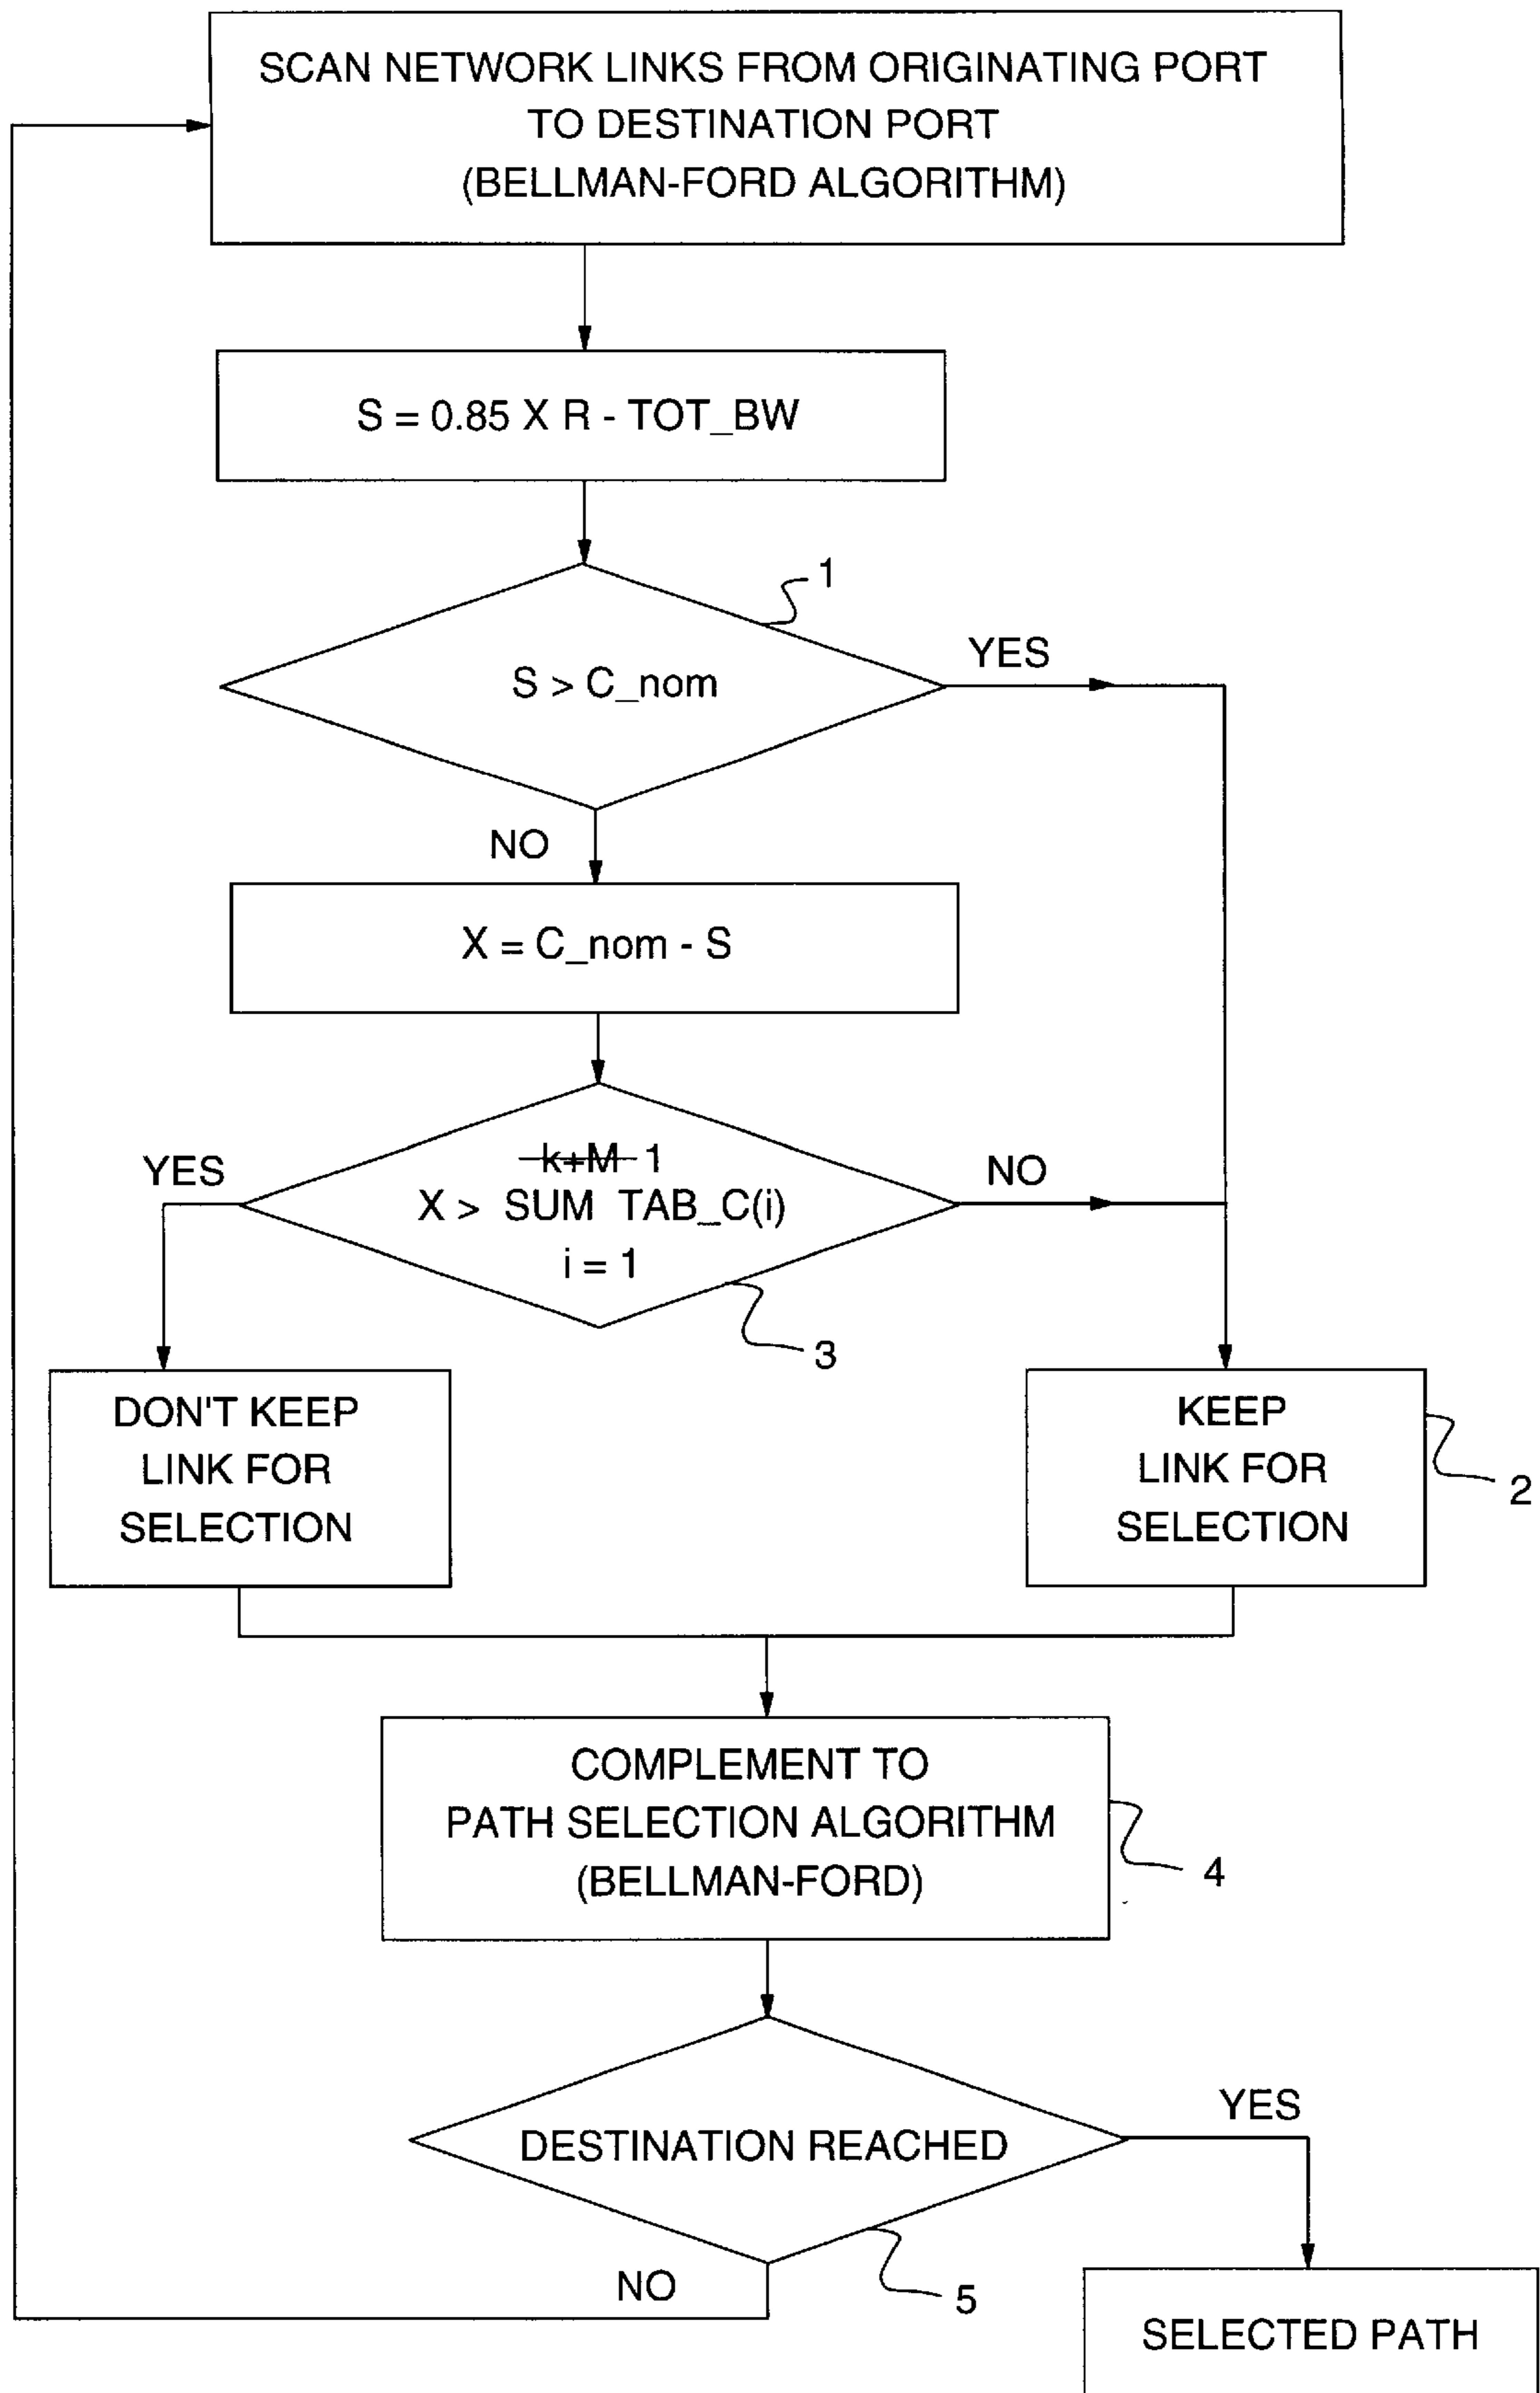 SCAN NETWORK LINKS FROM ORIGINATING PORT
TO DESTINATION PORT
(BELLMAN-FORD ALGORITHM)
S = 0.85 X R - TOT_BW
1
S > C_nom
YES
NO
X = C_nom - S
YES
k+M 1
X > SUM TAB_C(i)
i = 1
NO
3
DON'T KEEP
LINK FOR
SELECTION
KEEP
LINK FOR
SELECTION
2
COMPLEMENT TO
PATH SELECTION ALGORITHM
(BELLMAN-FORD)
4
DESTINATION REACHED
YES
NO
5
SELECTED PATH